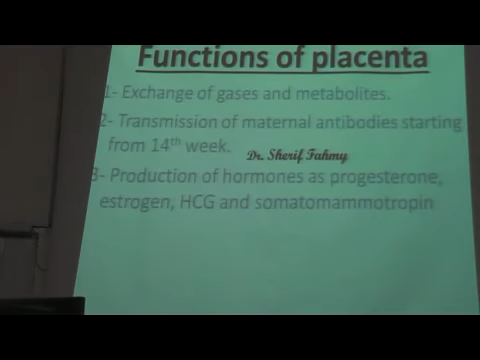 Functions of placenta
1- Exchange of gases and metabolites.
2- Transmission of maternal antibodies starting
from 14th week.
Dr. Sherif Fahmy
3- Production of hormones as progesterone,
estrogen, HCG and somatomammotropin